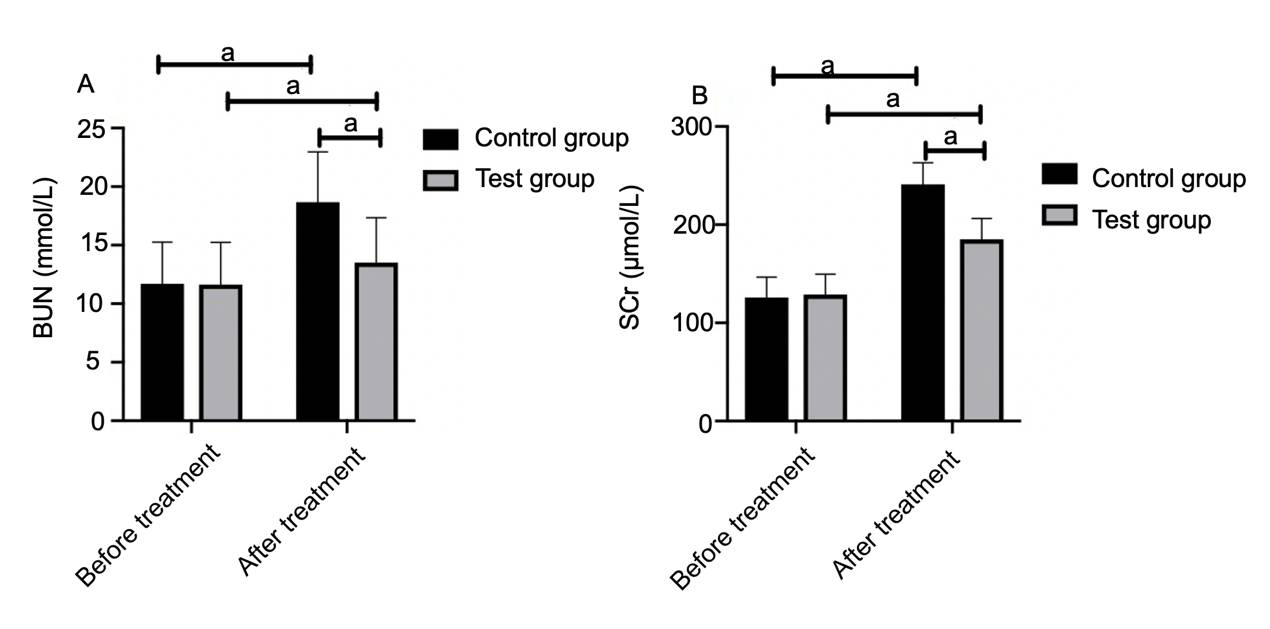 A
a
a
a
25
20
15
10
5
0
BUN (mmol/L)
Control group
Test group
Before treatment
After treatment
B
a
a
a
300
200
100
0
SCr (μmol/L)
Control group
Test group
Before treatment
After treatment